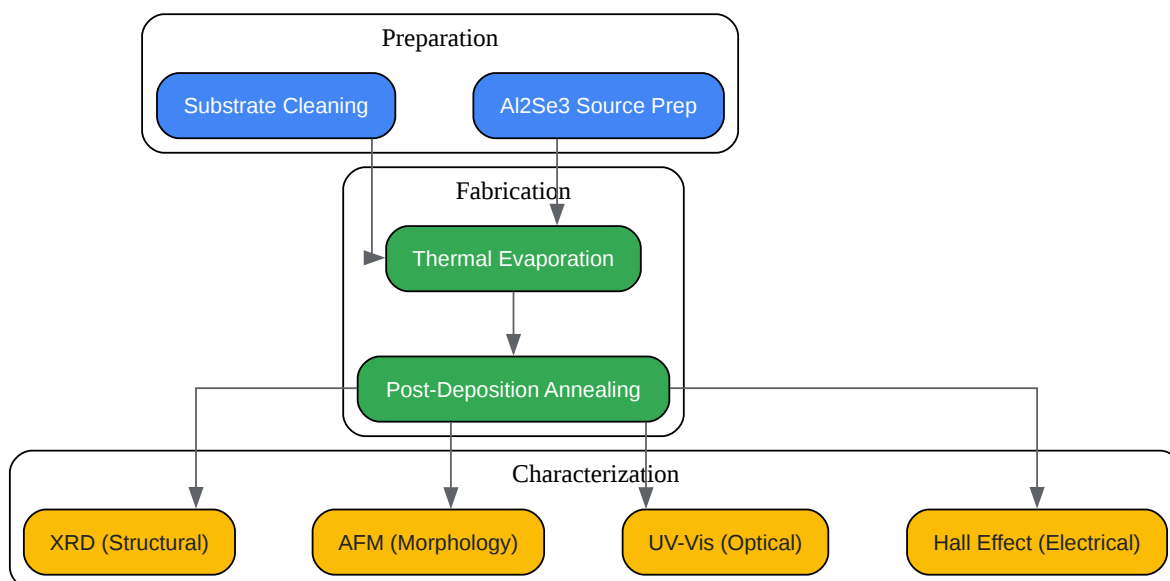 Preparation
Substrate Cleaning
Al2Se3 Source Prep
Fabrication
Thermal Evaporation
Post-Deposition Annealing
Characterization
XRD (Structural)
AFM (Morphology)
UV-Vis (Optical)
Hall Effect (Electrical)